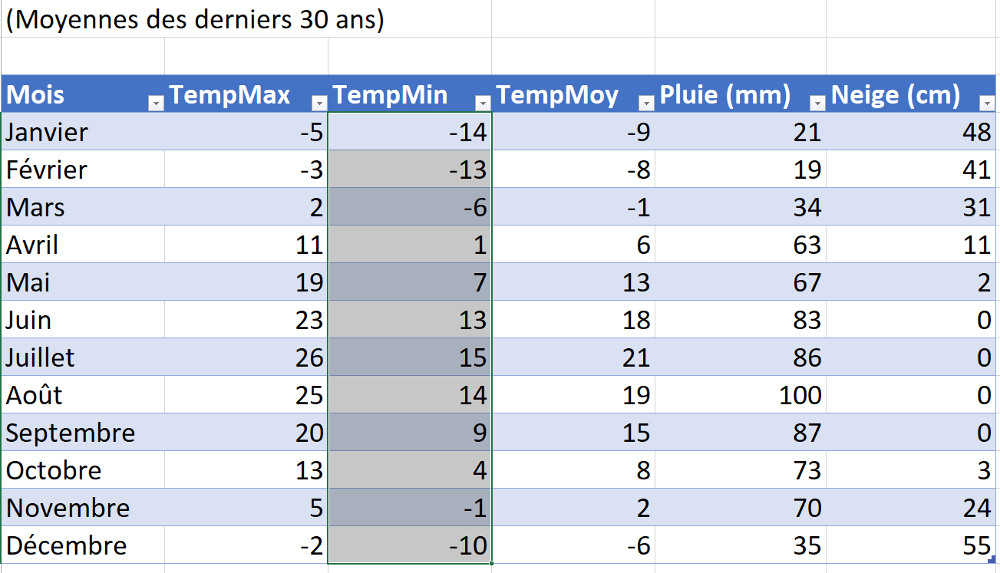 (Moyennes des derniers 30 ans)
Mois TempMax TempMin TempMoy Pluie (mm) Neige (cm)
Janvier -5 -14 -9 21 48
Février -3 -13 -8 19 41
Mars 2 -6 -1 34 31
Avril 11 1 6 63 11
Mai 19 7 13 67 2
Juin 23 13 18 83 0
Juillet 26 15 21 86 0
Août 25 14 19 100 0
Septembre 20 9 15 87 0
Octobre 13 4 8 73 3
Novembre 5 -1 2 70 24
Décembre -2 -10 -6 35 55